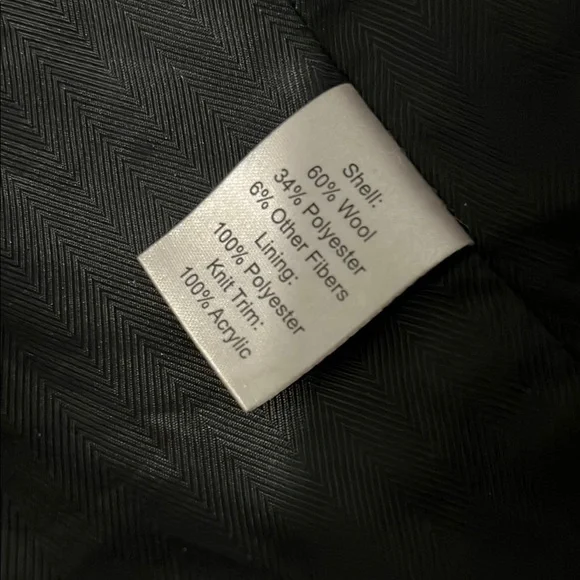 Shell:
60% Wool
34% Polyester
6% Other Fibers
Lining:
100% Polyester
Knit Trim:
100% Acrylic